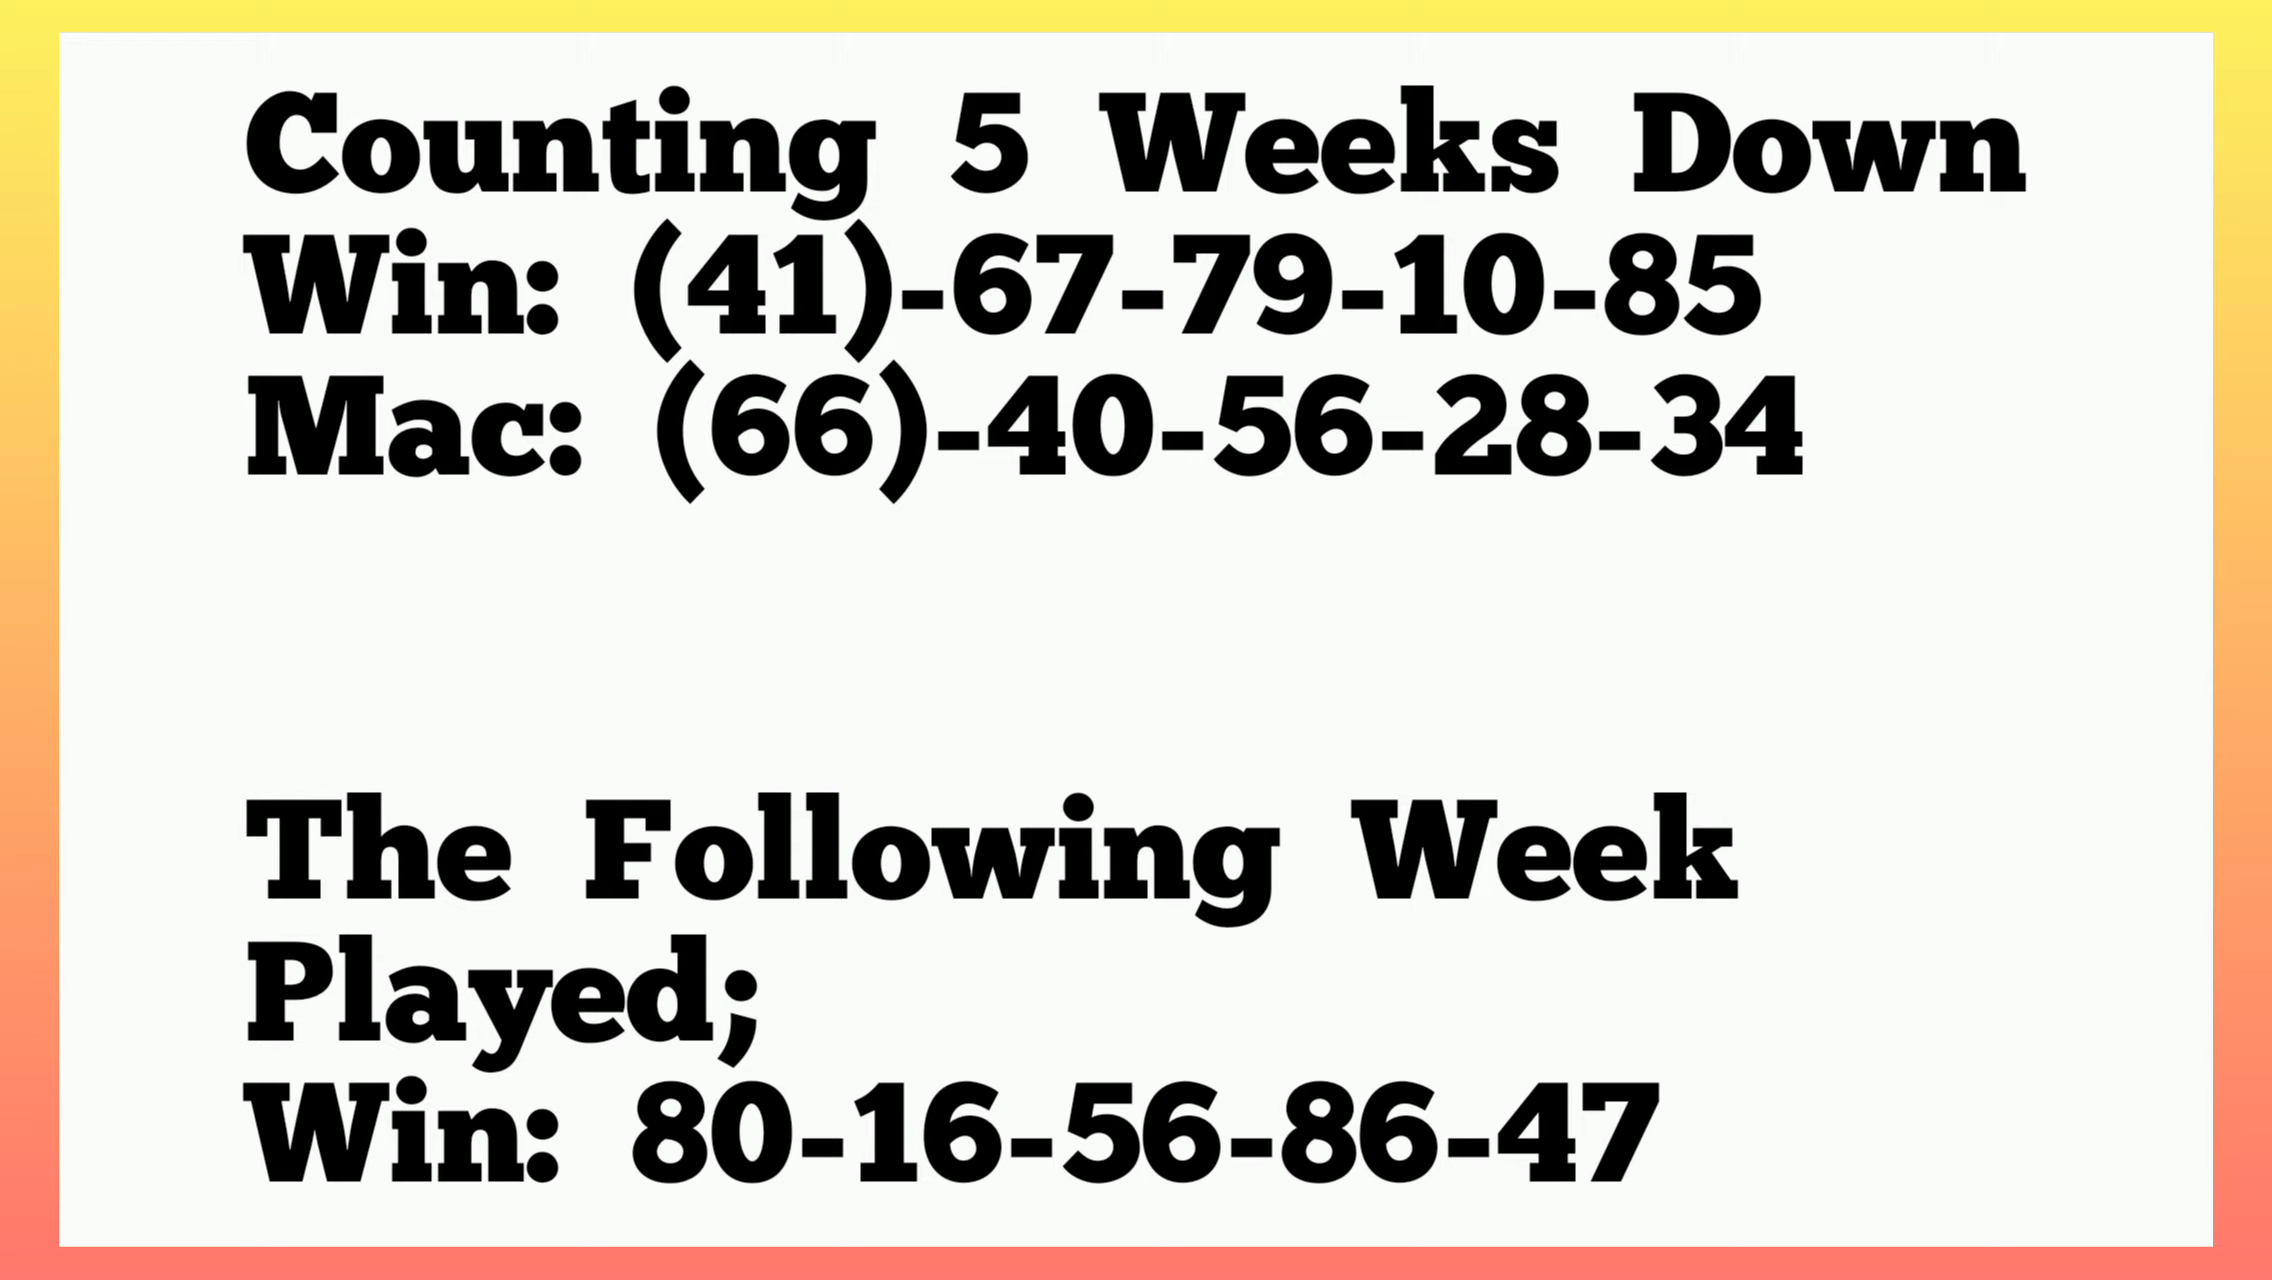 Counting 5 Weeks Down
Win: (41)-67-79-10-85
Mac: (66)-40-56-28-34
The Following Week
Played;
Win: 80-16-56-86-47